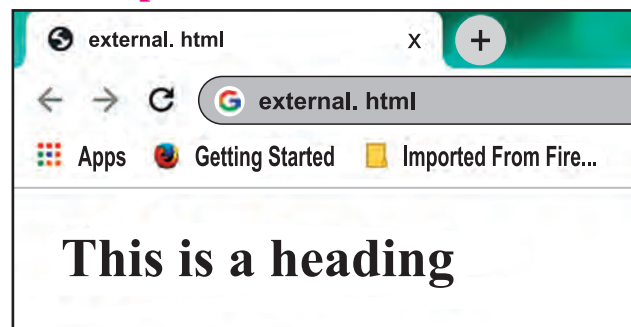 external. html x +
G external. html
Apps Getting Started Imported From Fire...
This is a heading